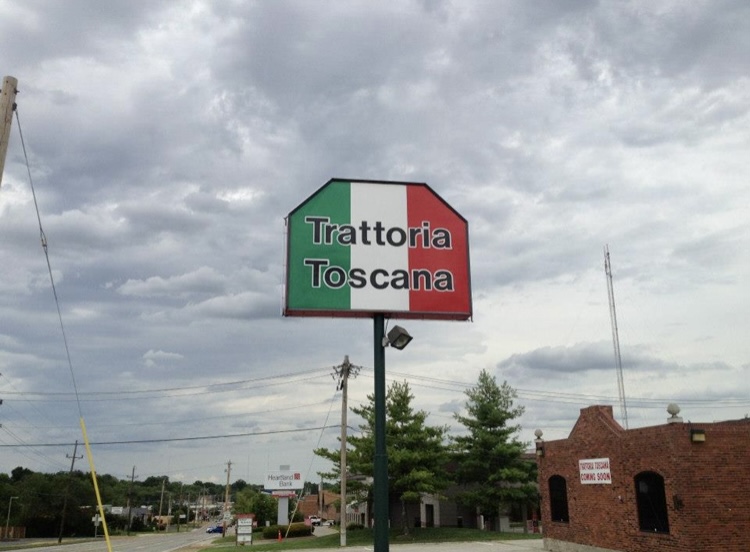 Trattoria
Toscana
Heartland
Bank
TRATTORIA TOSCANA
COMING SOON